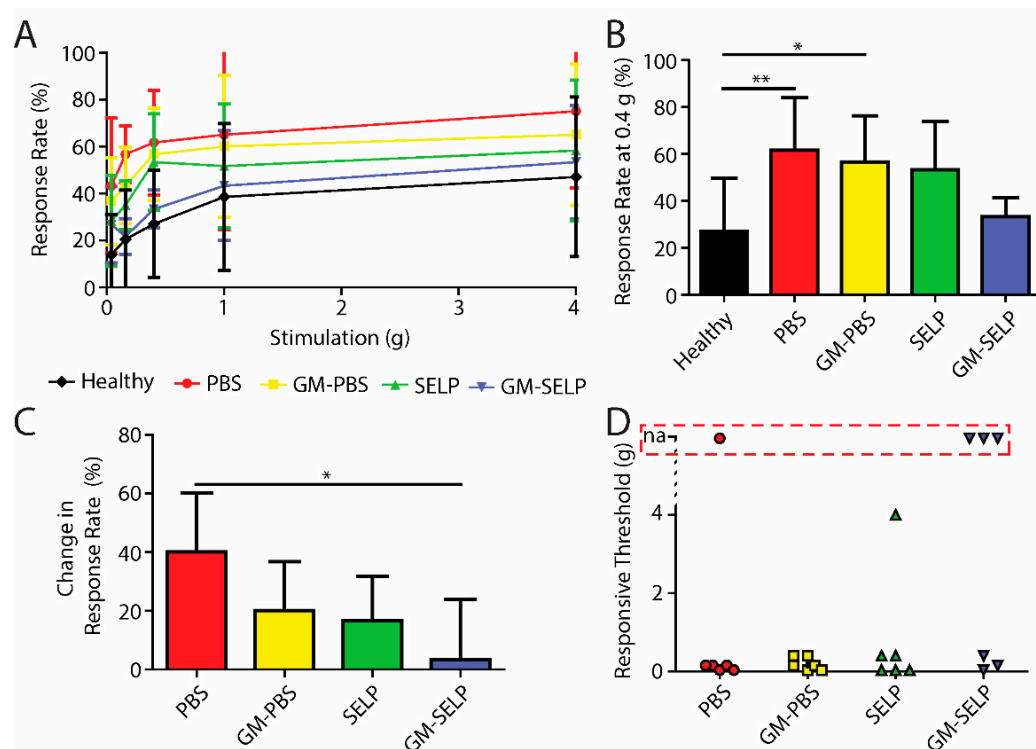 A
Response Rate (%)
100
80
60
40
20
0
0
1
2
3
4
Stimulation (g)
Healthy
PBS
GM-PBS
SELP
GM-SELP
B
Response Rate at 0.4 g (%)
100
80
60
40
20
0
*
**
Healthy
PBS
GM-PBS
SELP
GM-SELP
C
Change in
Response Rate (%)
80
60
40
20
0
*
PBS
GM-PBS
SELP
GM-SELP
D
Responsive Threshold (g)
na
4
2
0
PBS
GM-PBS
SELP
GM-SELP